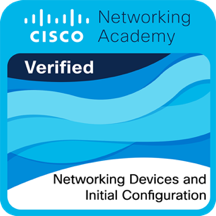 CISCO
Networking
Academy
Verified
Networking Devices and
Initial Configuration